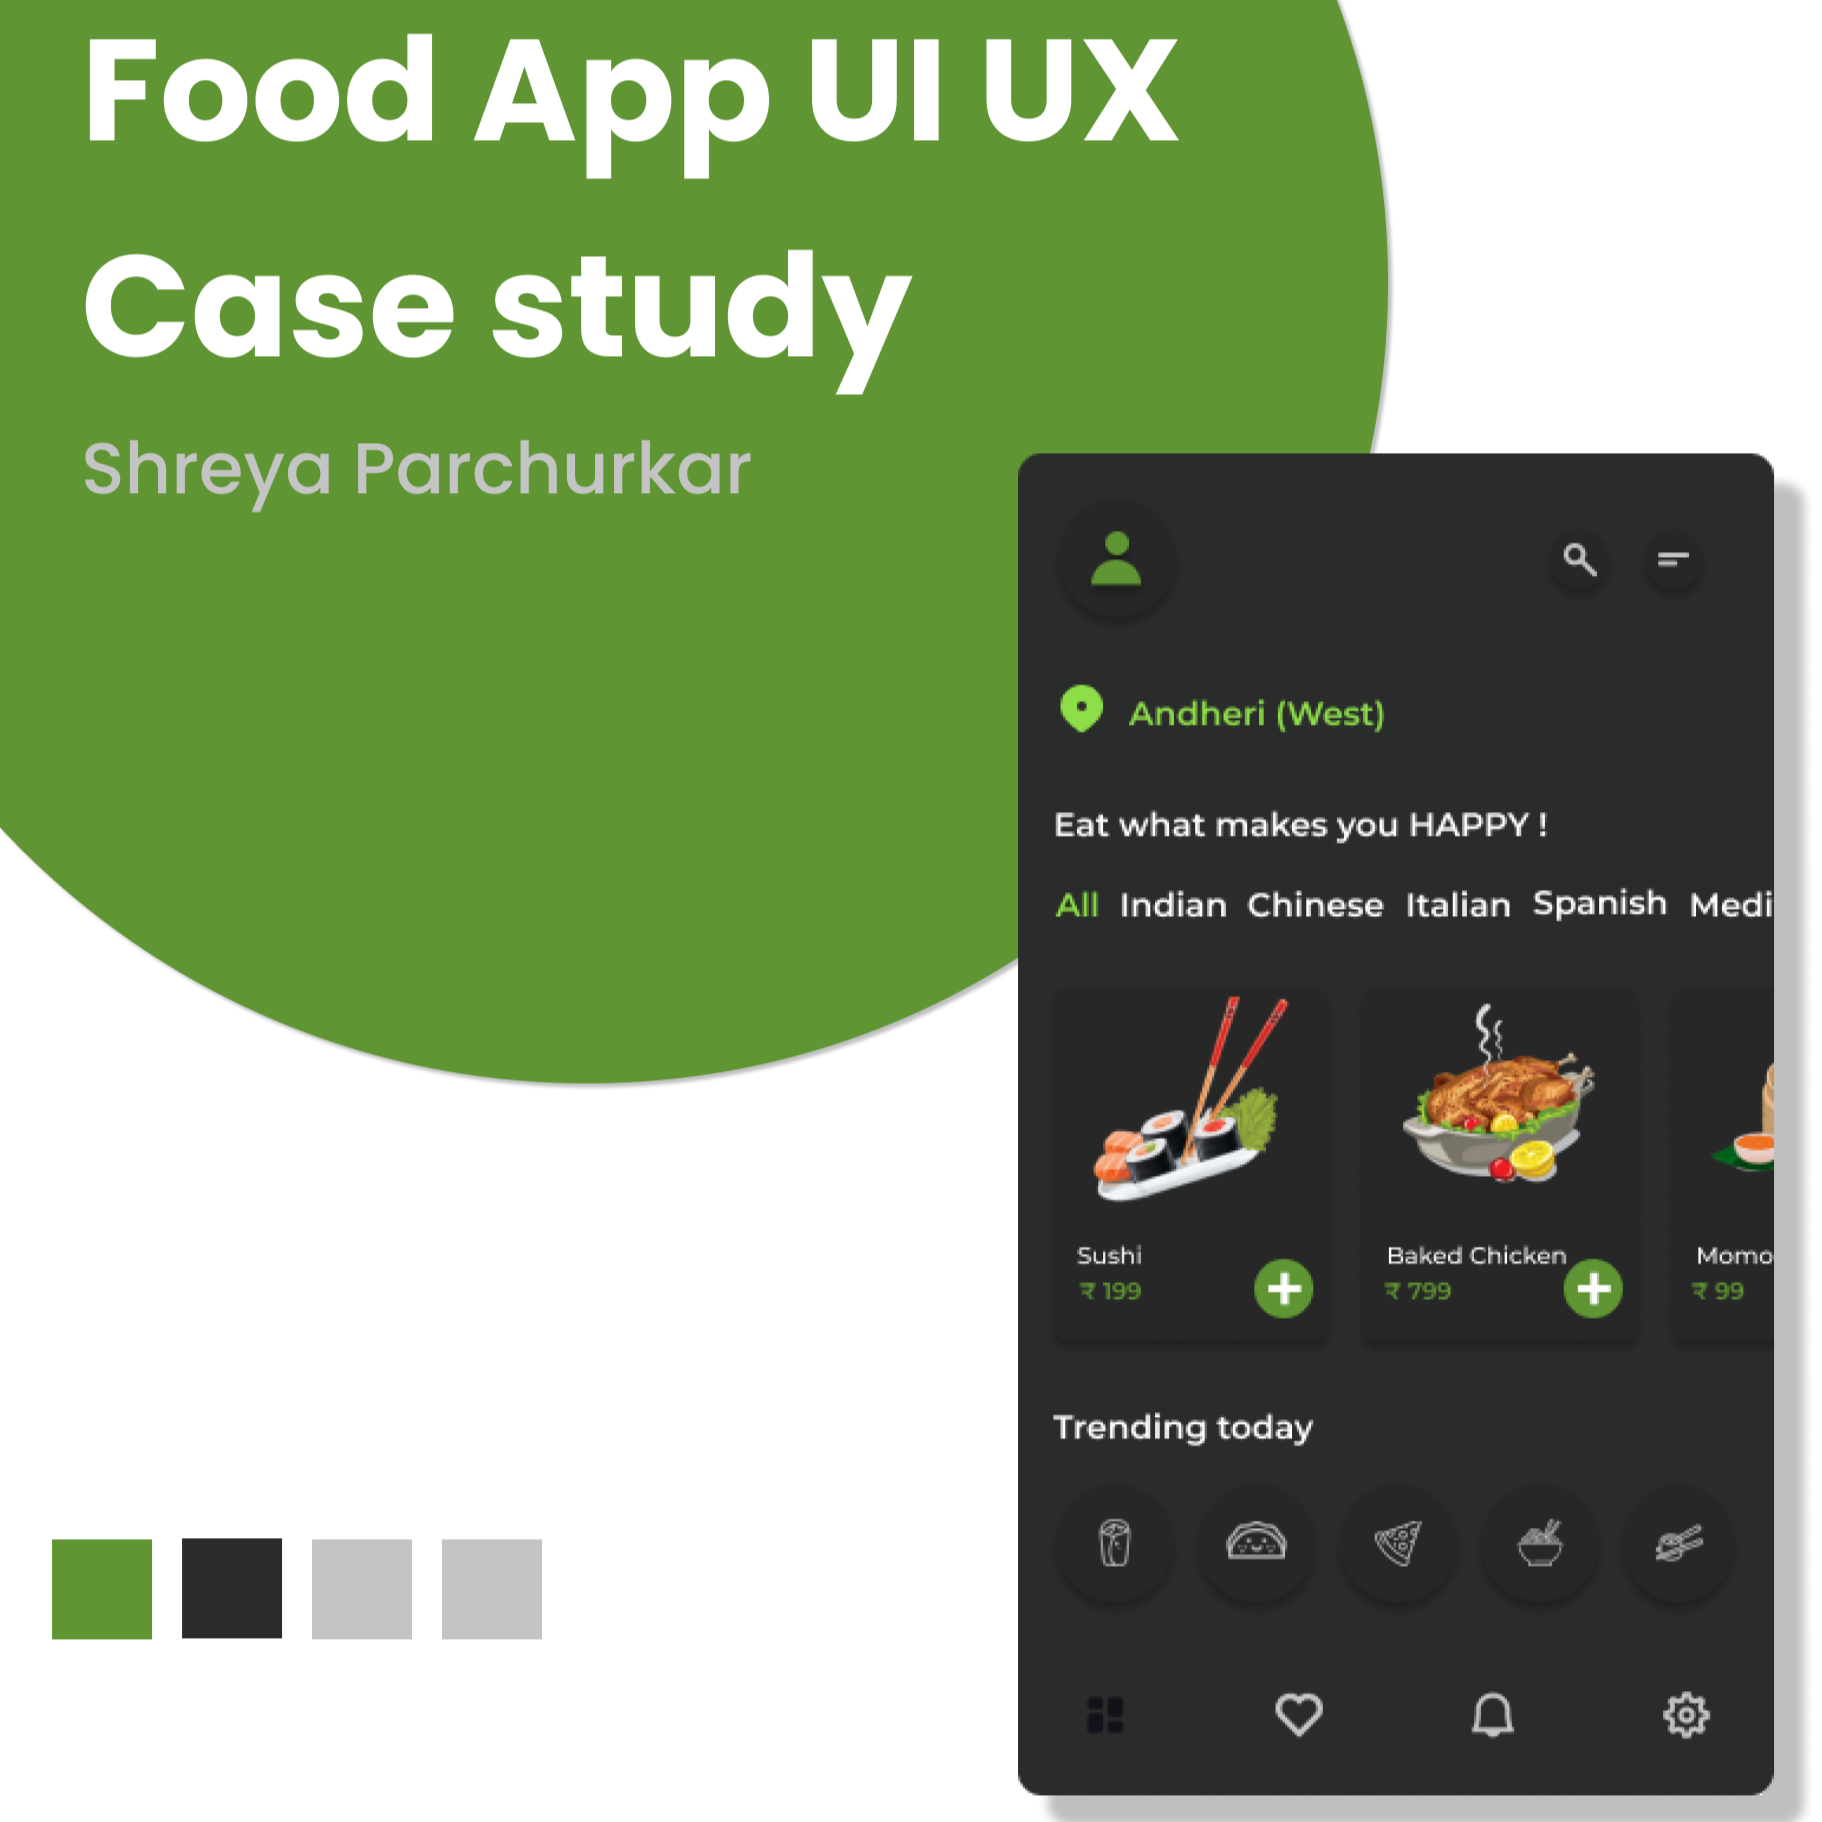 Food App UI UX
Case study
Shreya Parchurkar
Andheri (West)
Eat what makes you HAPPY !
All Indian Chinese Italian Spanish Medi
Sushi
₹ 199
Baked Chicken
₹ 799
Momo
₹ 99
Trending today